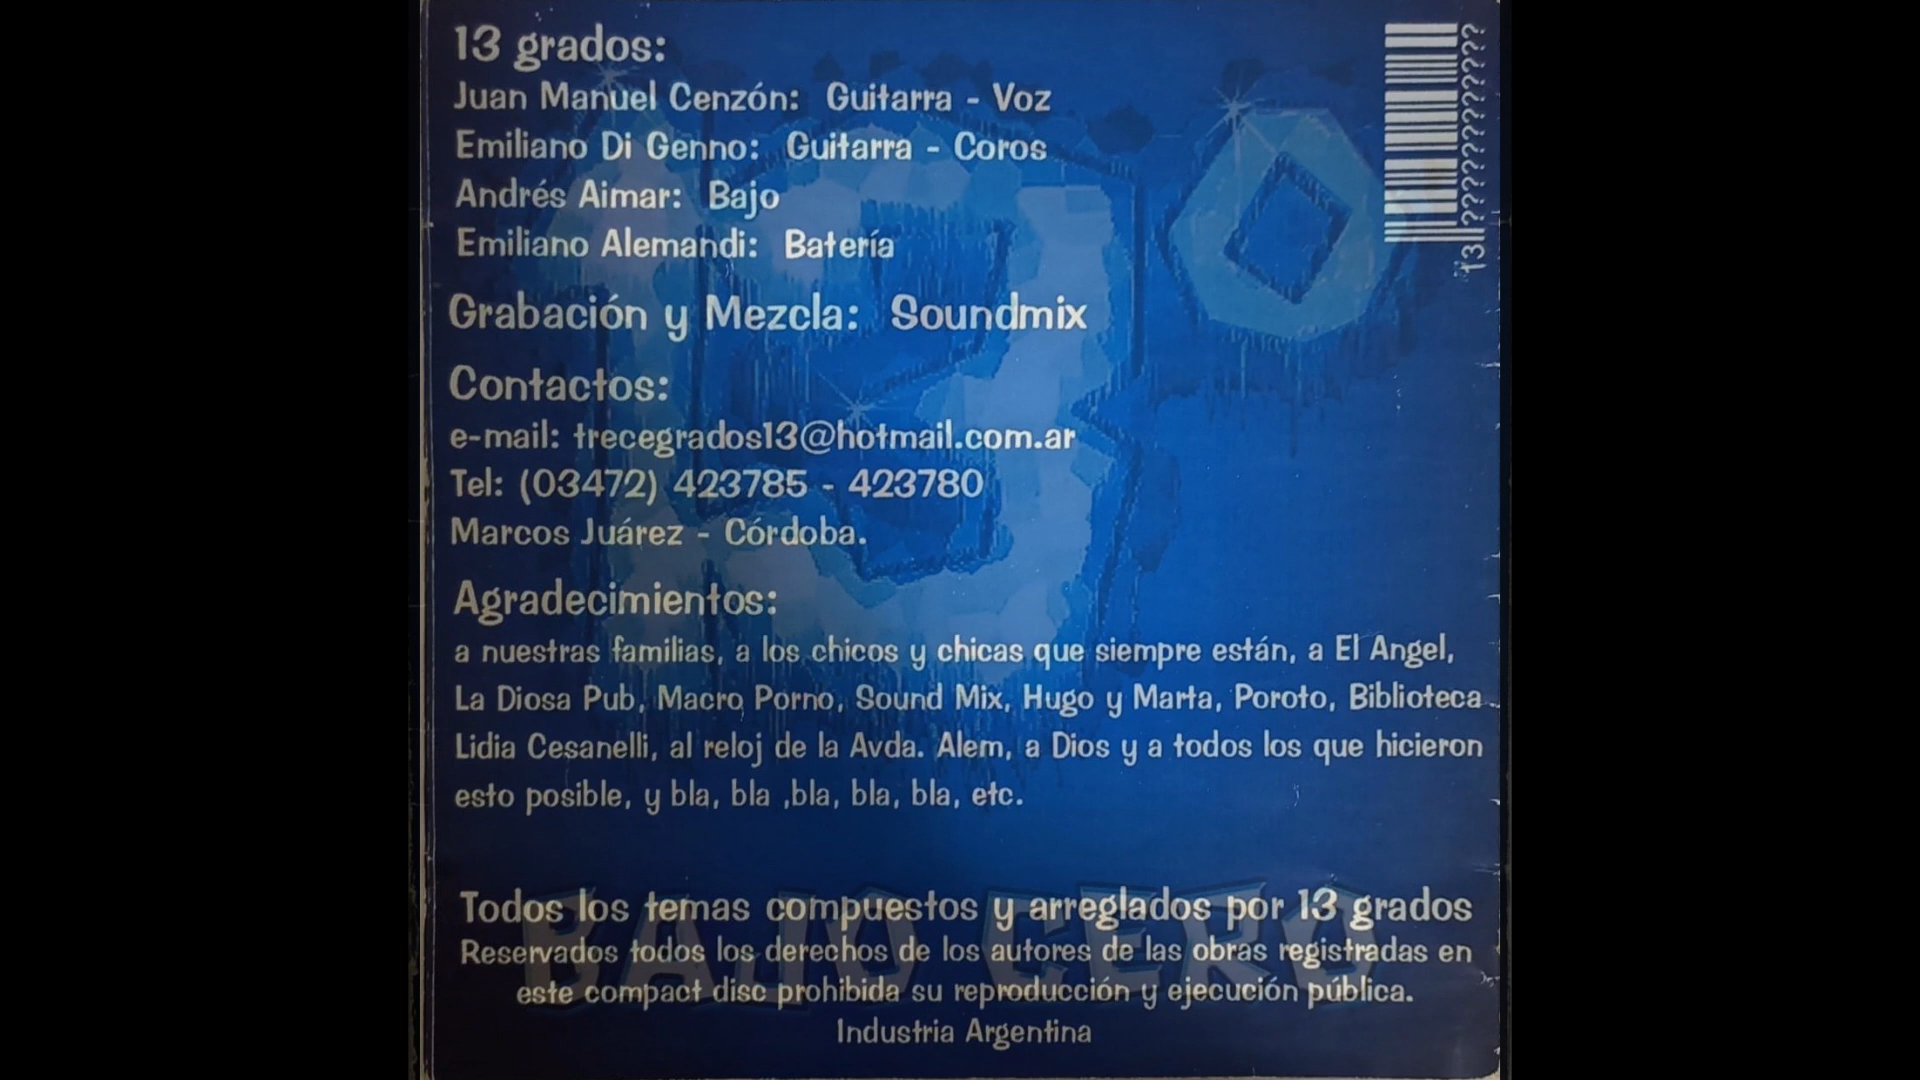 13 grados:
Juan Manuel Cenzón: Guitarra - Voz
Emiliano Di Genno: Guitarra - Coros
Andrés Aimar: Bajo
Emiliano Alemandi: Batería
Grabación y Mezcla: Soundmix
Contactos:
e-mail: trecegrados13@hotmail.com.ar
Tel: (03472) 423785 - 423780
Marcos Juárez - Córdoba.
Agradecimientos:
a nuestras familias, a los chicos y chicas que siempre están, a El Angel,
La Diosa Pub, Macro Porno, Sound Mix, Hugo y Marta, Poroto, Biblioteca
Lidia Cesanelli, al reloj de la Avda. Alem, a Dios y a todos los que hicieron
esto posible, y bla, bla ,bla, bla, bla, etc.
BAJO CERO
Todos los temas compuestos y arreglados por 13 grados
Reservados todos los derechos de los autores de las obras registradas en
este compact disc prohibida su reproducción y ejecución pública.
Industria Argentina